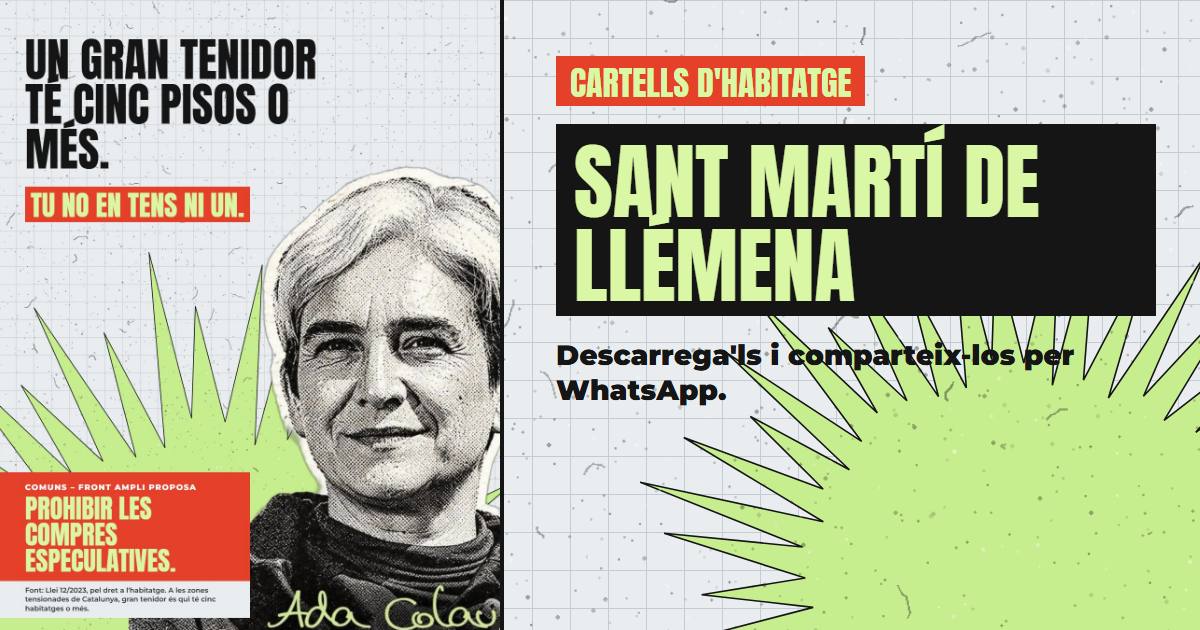 UN GRAN TENIDOR
TÉ CINC PISOS O
MÉS.
TU NO EN TENS NI UN.
COMUNS – FRONT AMPLI PROPOSA
PROHIBIR LES
COMPRES
ESPECULATIVES.
Font: Llei 12/2023, pel dret a l'habitatge. A les zones
tensionades de Catalunya, gran tenidor és qui té cinc
habitatges o més.
Ada Colau
CARTELLS D'HABITATGE
SANT MARTÍ DE
LLÉMENA
Descarrega'ls i comparteix-los per
WhatsApp.